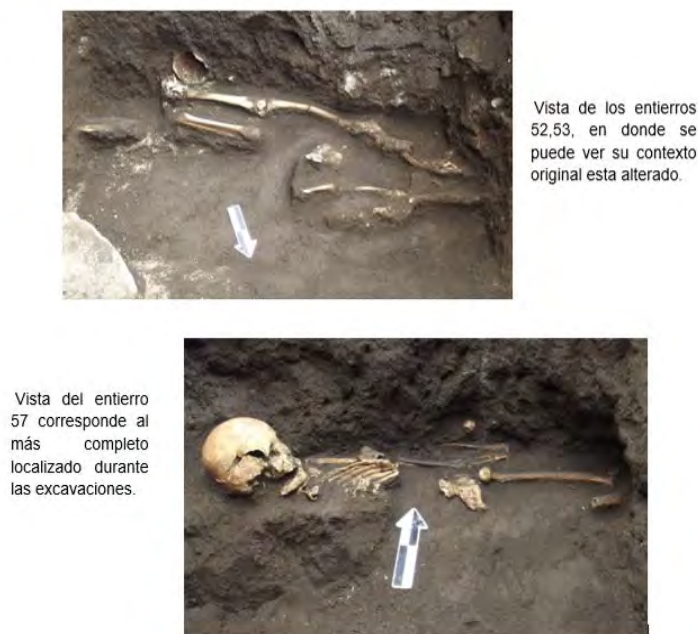 Vista de los entierros
52,53, en donde se
puede ver su contexto
original esta alterado.
Vista del entierro
57 corresponde al
más completo
localizado durante
las excavaciones.